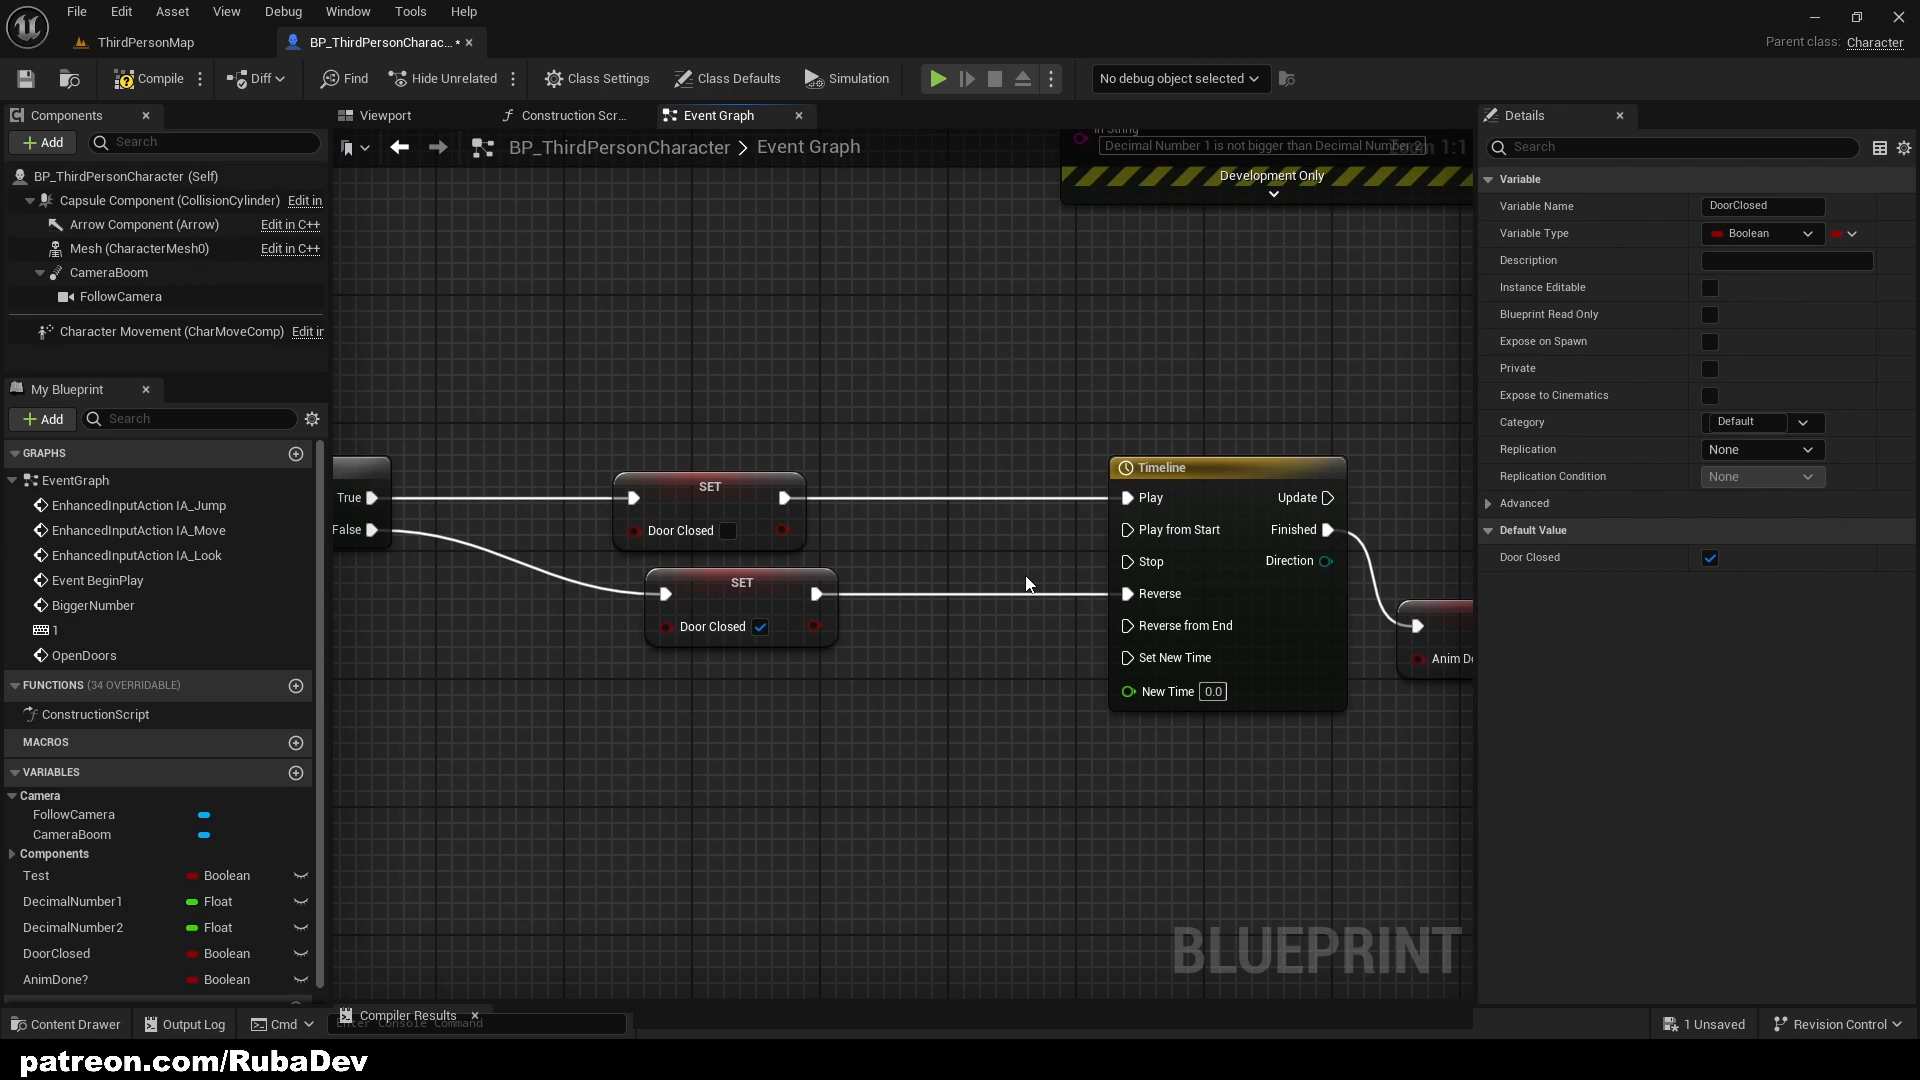 File Edit Asset View Debug Window Tools Help
ThirdPersonMap
BP_ThirdPersonCharac... •
Parent class: Character
Compile
Diff
Find
Hide Unrelated
Class Settings
Class Defaults
Simulation
No debug object selected
Components
Add
Search
BP_ThirdPersonCharacter (Self)
Capsule Component (CollisionCylinder) Edit in
Arrow Component (Arrow) Edit in C++
Mesh (CharacterMesh0) Edit in C++
CameraBoom
FollowCamera
Character Movement (CharMoveComp) Edit in
My Blueprint
Add
Search
GRAPHS
EventGraph
EnhancedInputAction IA_Jump
EnhancedInputAction IA_Move
EnhancedInputAction IA_Look
Event BeginPlay
BiggerNumber
1
OpenDoors
FUNCTIONS (34 OVERRIDABLE)
ConstructionScript
MACROS
VARIABLES
Camera
FollowCamera
CameraBoom
Components
Test Boolean
DecimalNumber1 Float
DecimalNumber2 Float
DoorClosed Boolean
AnimDone? Boolean
Viewport
Construction Scr...
Event Graph
BP_ThirdPersonCharacter > Event Graph
Zoom 1:1
In String
Decimal Number 1 is not bigger than Decimal Number 2
Development Only
True
False
SET
Door Closed
SET
Door Closed
Timeline
Play Update
Play from Start Finished
Stop Direction
Reverse
Reverse from End
Set New Time
New Time 0.0
Anim Do
BLUEPRINT
Details
Search
Variable
Variable Name DoorClosed
Variable Type Boolean
Description
Instance Editable
Blueprint Read Only
Expose on Spawn
Private
Expose to Cinematics
Category Default
Replication None
Replication Condition None
Advanced
Default Value
Door Closed
Compiler Results
Content Drawer
Output Log
Cmd
Enter Console Command
1 Unsaved
Revision Control
patreon.com/RubaDev